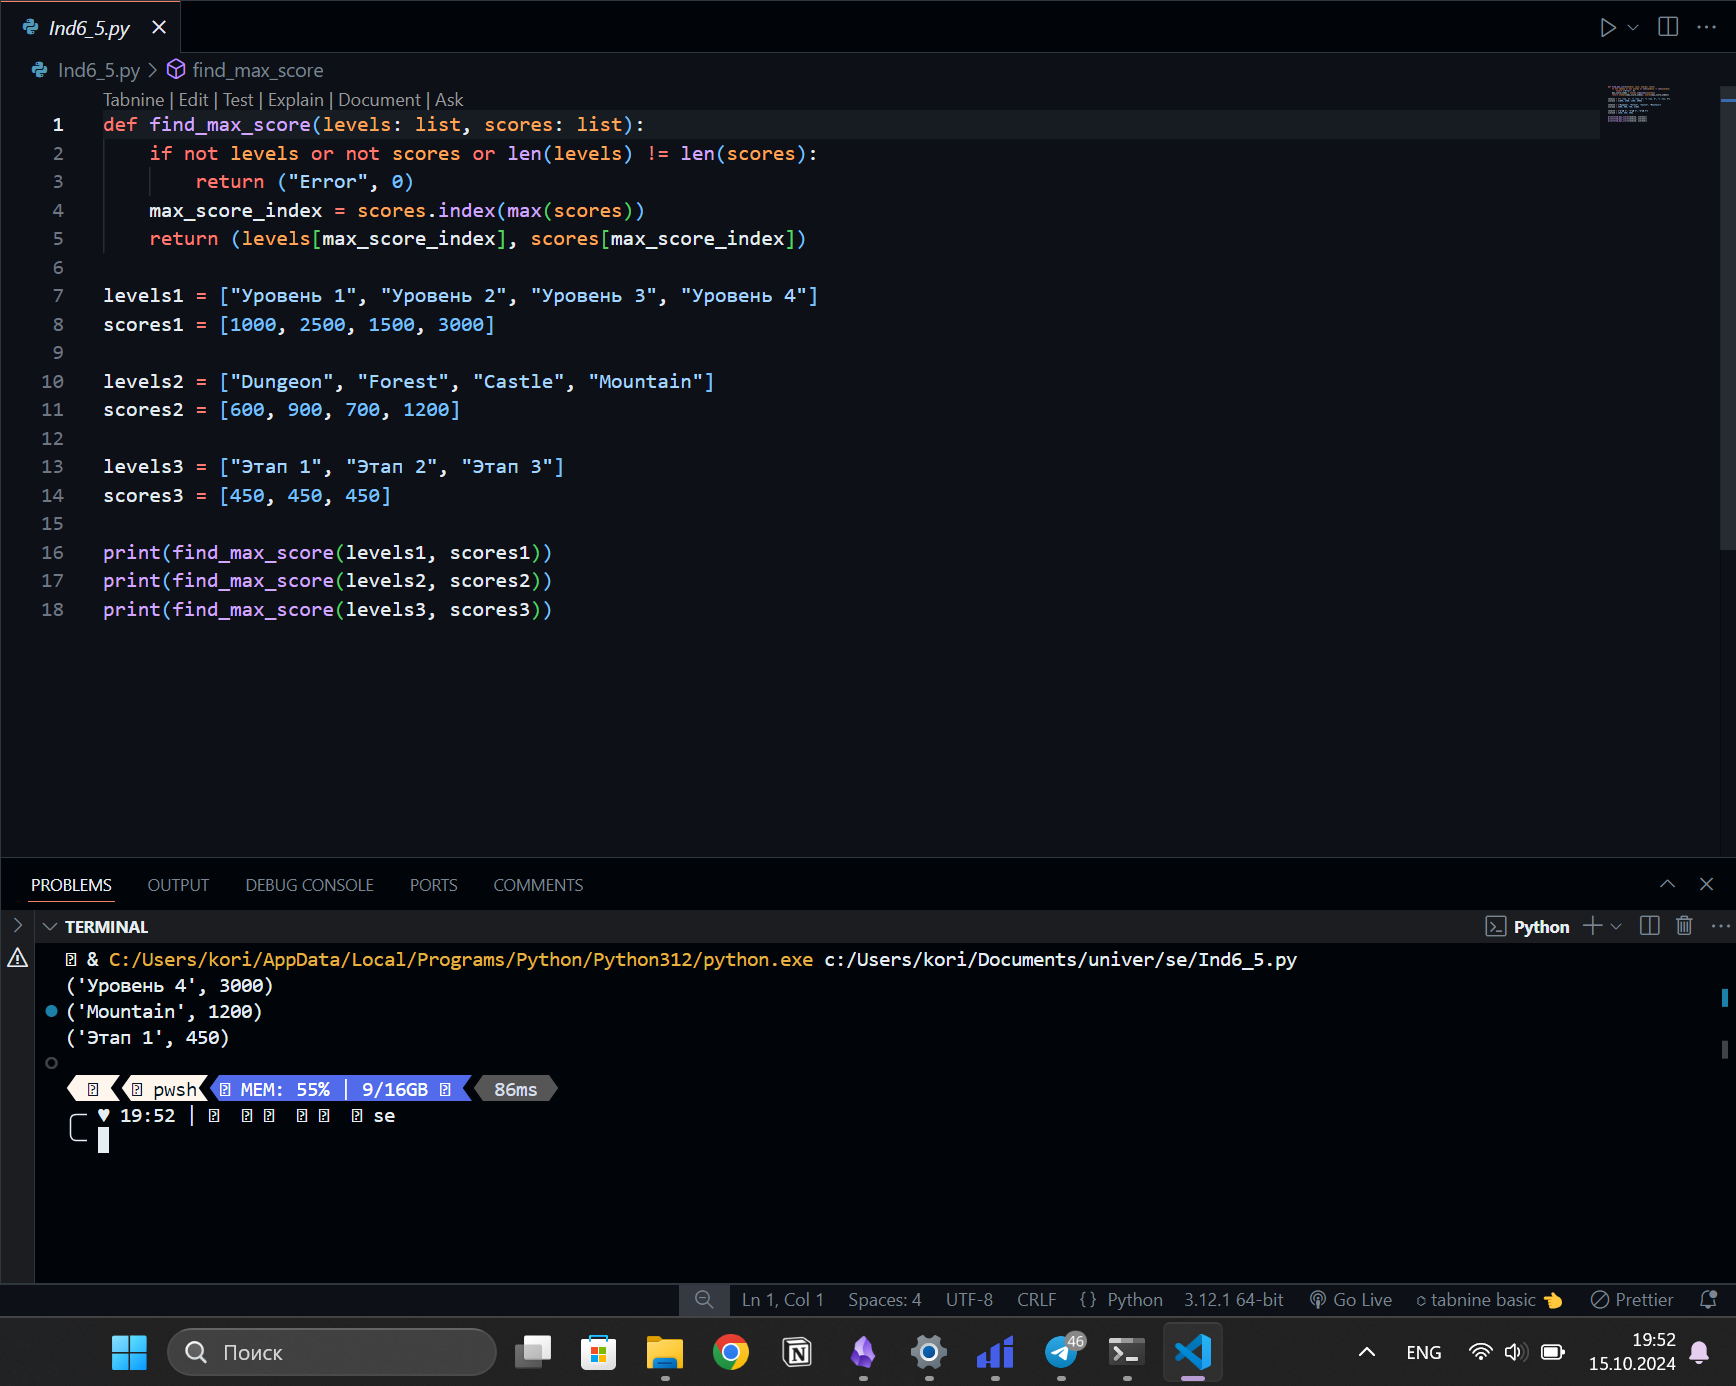 Ind6_5.py
Ind6_5.py > find_max_score
Tabnine | Edit | Test | Explain | Document | Ask
1 def find_max_score(levels: list, scores: list):
2 if not levels or not scores or len(levels) != len(scores):
3 return ("Error", 0)
4 max_score_index = scores.index(max(scores))
5 return (levels[max_score_index], scores[max_score_index])
6
7 levels1 = ["Уровень 1", "Уровень 2", "Уровень 3", "Уровень 4"]
8 scores1 = [1000, 2500, 1500, 3000]
9
10 levels2 = ["Dungeon", "Forest", "Castle", "Mountain"]
11 scores2 = [600, 900, 700, 1200]
12
13 levels3 = ["Этап 1", "Этап 2", "Этап 3"]
14 scores3 = [450, 450, 450]
15
16 print(find_max_score(levels1, scores1))
17 print(find_max_score(levels2, scores2))
18 print(find_max_score(levels3, scores3))
PROBLEMS OUTPUT DEBUG CONSOLE PORTS COMMENTS
TERMINAL Python
& C:/Users/kori/AppData/Local/Programs/Python/Python312/python.exe c:/Users/kori/Documents/univer/se/Ind6_5.py
('Уровень 4', 3000)
('Mountain', 1200)
('Этап 1', 450)
pwsh MEM: 55% | 9/16GB 86ms
♥ 19:52 | se
Ln 1, Col 1 Spaces: 4 UTF-8 CRLF {} Python 3.12.1 64-bit Go Live tabnine basic Prettier
Поиск 46 ENG 19:52
15.10.2024